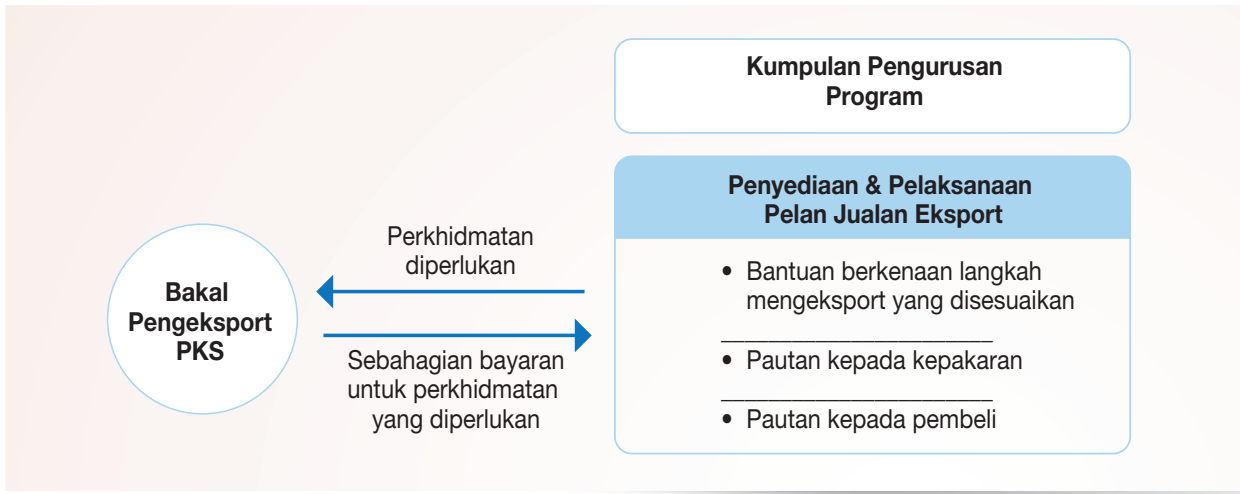 Kumpulan Pengurusan
Program
Penyediaan & Pelaksanaan
Pelan Jualan Eksport
Perkhidmatan
diperlukan
Bakal
Pengeksport
PKS
Sebahagian bayaran
untuk perkhidmatan
yang diperlukan
• Bantuan berkenaan langkah
mengeksport yang disesuaikan
• Pautan kepada kepakaran
• Pautan kepada pembeli